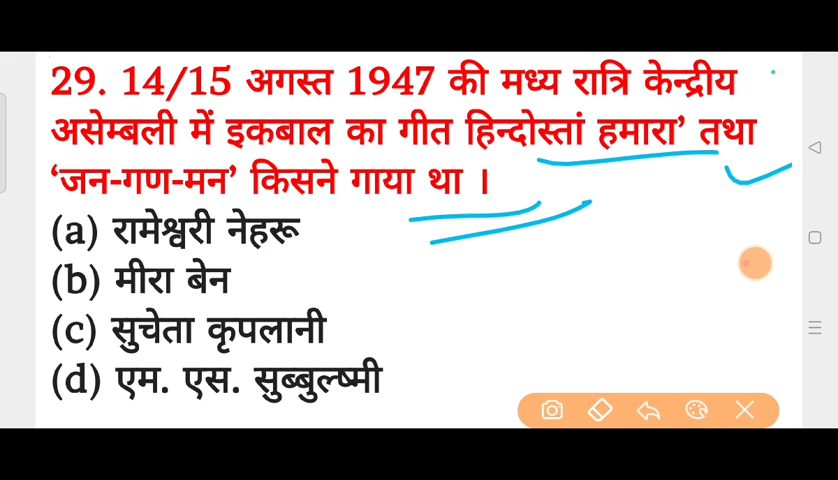 29. 14/15 अगस्त 1947 की मध्य रात्रि केन्द्रीय
असेम्बली में इकबाल का गीत हिन्दोस्तां हमारा’ तथा
‘जन-गण-मन’ किसने गाया था ।
(a) रामेश्वरी नेहरू
(b) मीरा बेन
(c) सुचेता कृपलानी
(d) एम. एस. सुब्बुल्ष्मी